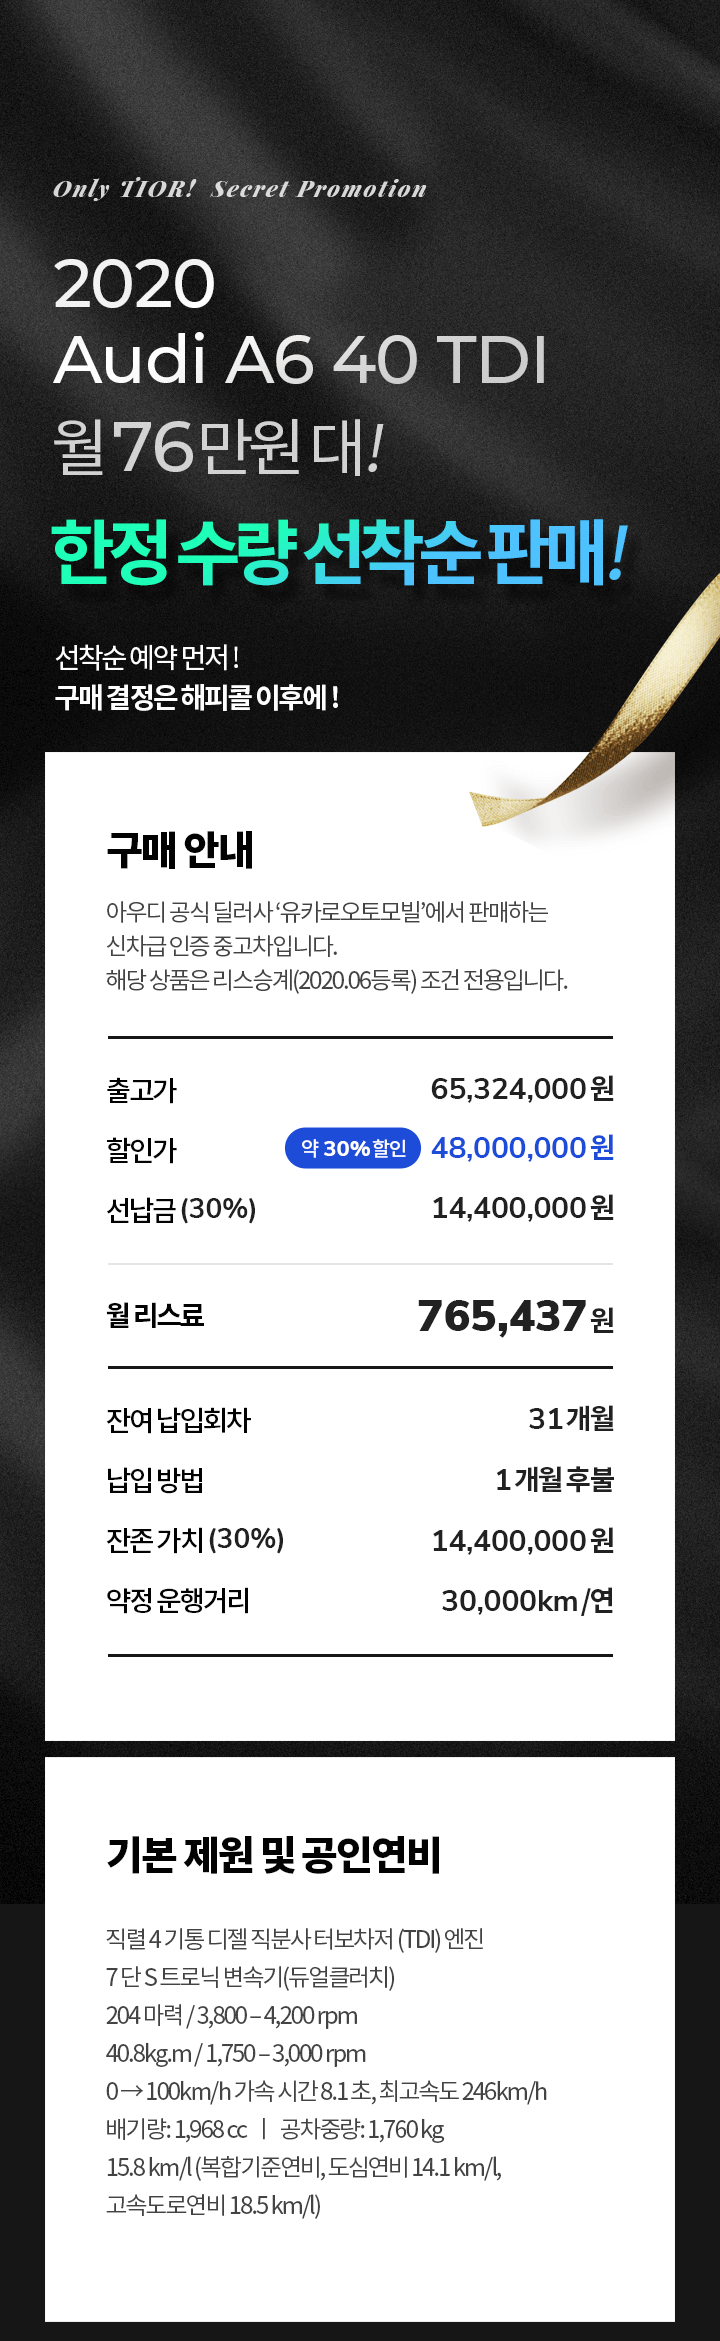 Only TIOR! Secret Promotion
2020
Audi A6 40 TDI
월 76만원 대!
한정 수량 선착순 판매!
선착순 예약 먼저 !
구매 결정은 해피콜 이후에 !
구매 안내
아우디 공식 딜러사 ‘유카로오토모빌’에서 판매하는
신차급 인증 중고차입니다.
해당 상품은 리스승계(2020.06등록) 조건 전용입니다.
출고가 65,324,000원
할인가 약 30% 할인 48,000,000원
선납금 (30%) 14,400,000원
월 리스료 765,437원
잔여 납입회차 31개월
납입 방법 1개월 후불
잔존 가치 (30%) 14,400,000원
약정 운행거리 30,000km/연
기본 제원 및 공인연비
직렬 4 기통 디젤 직분사 터보차저 (TDI) 엔진
7 단 S 트로닉 변속기(듀얼클러치)
204 마력 / 3,800 – 4,200 rpm
40.8kg.m / 1,750 – 3,000 rpm
0 → 100km/h 가속 시간 8.1 초, 최고속도 246km/h
배기량: 1,968 cc ㅣ 공차중량: 1,760 kg
15.8 km/l (복합기준연비, 도심연비 14.1 km/l,
고속도로연비 18.5 km/l)